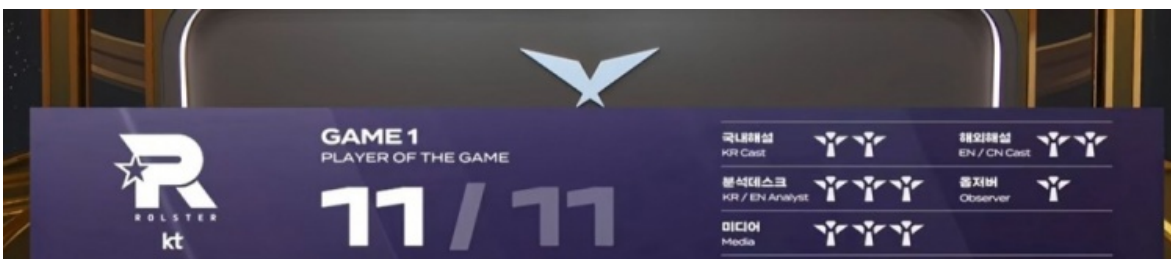 R
ROLSTER
kt
GAME 1
PLAYER OF THE GAME
11 / 11
국내해설
KR Cast
해외해설
EN / CN Cast
분석데스크
KR / EN Analyst
옵저버
Observer
미디어
Media